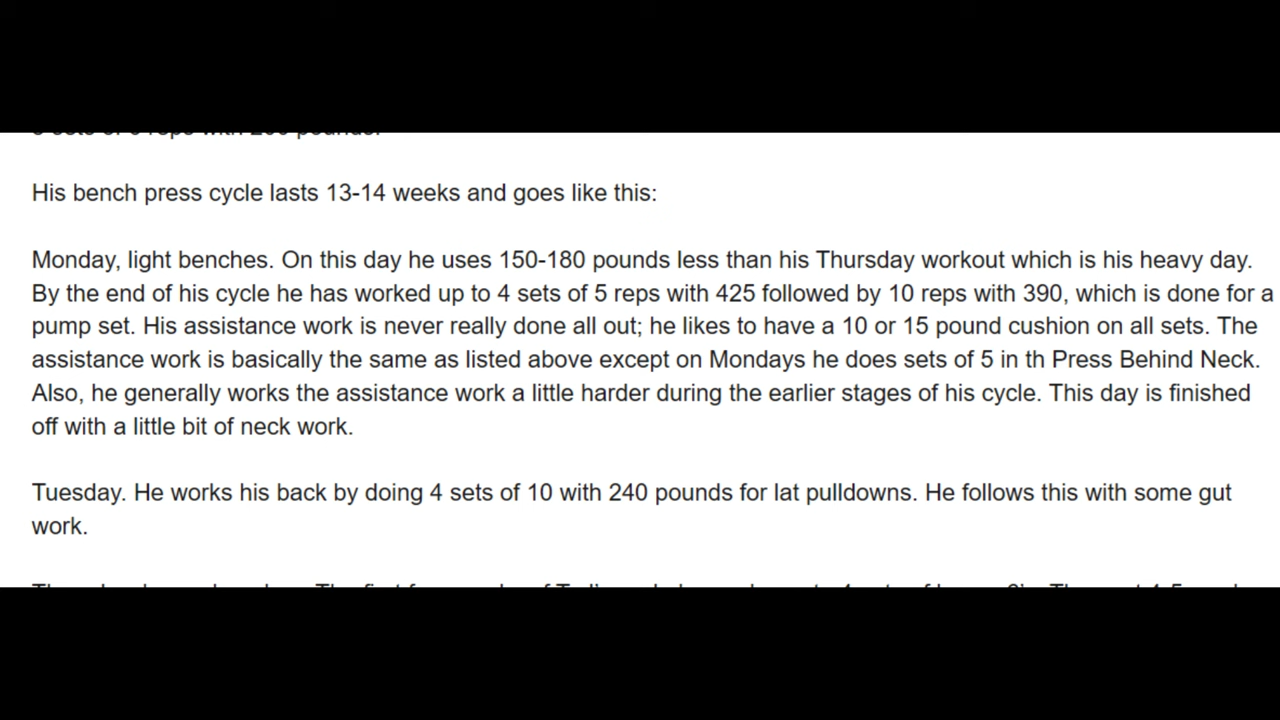 His bench press cycle lasts 13-14 weeks and goes like this:
Monday, light benches. On this day he uses 150-180 pounds less than his Thursday workout which is his heavy day.
By the end of his cycle he has worked up to 4 sets of 5 reps with 425 followed by 10 reps with 390, which is done for a
pump set. His assistance work is never really done all out; he likes to have a 10 or 15 pound cushion on all sets. The
assistance work is basically the same as listed above except on Mondays he does sets of 5 in th Press Behind Neck.
Also, he generally works the assistance work a little harder during the earlier stages of his cycle. This day is finished
off with a little bit of neck work.
Tuesday. He works his back by doing 4 sets of 10 with 240 pounds for lat pulldowns. He follows this with some gut
work.